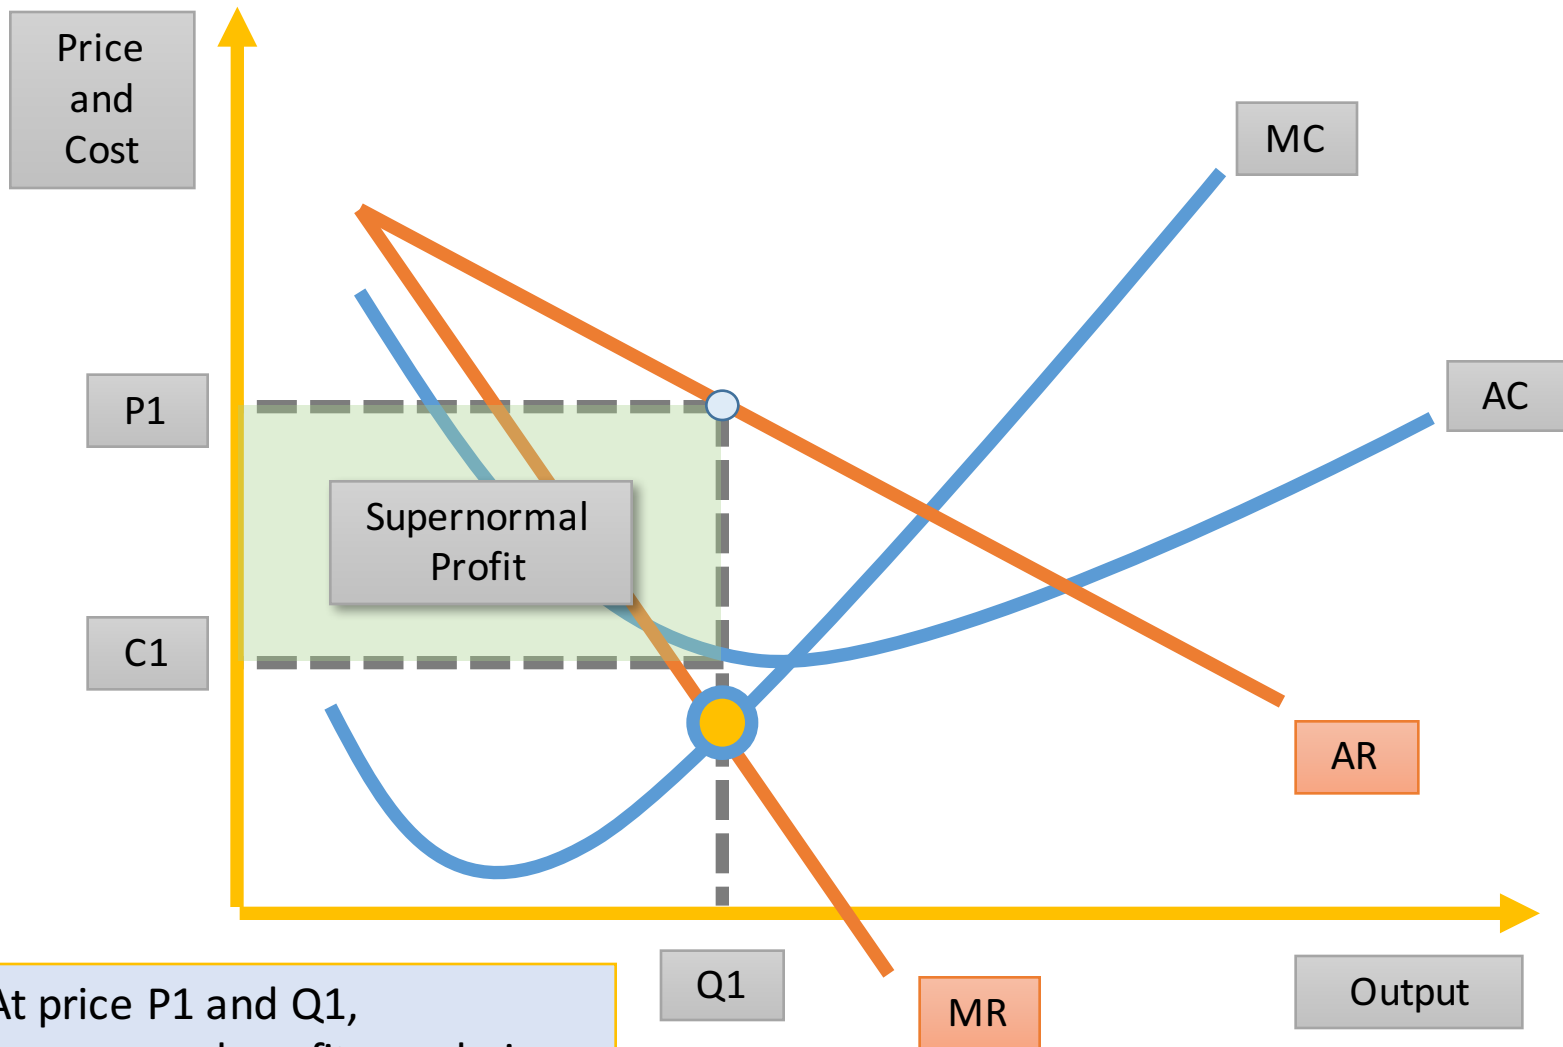 Price
and
Cost
MC
P1
AC
Supernormal
Profit
C1
AR
Q1
Output
MR
At price P1 and Q1,